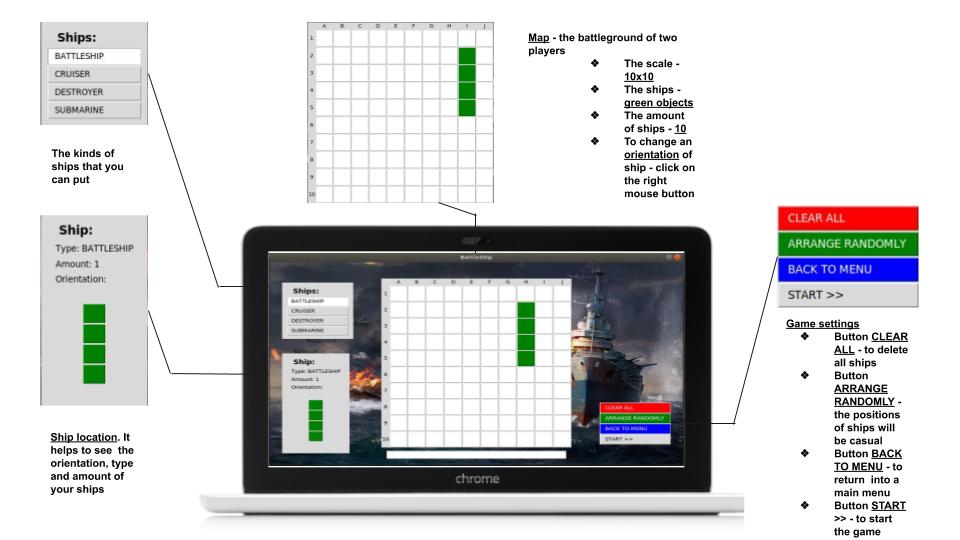 Ships:
BATTLESHIP
CRUISER
DESTROYER
SUBMARINE
The kinds of
ships that you
can put
Ship:
Type: BATTLESHIP
Amount: 1
Orientation:
Ship location. It
helps to see the
orientation, type
and amount of
your ships
A B C D E F G H I J
1
2
3
4
5
6
7
8
9
10
Map - the battleground of two
players
❖ The scale -
10x10
❖ The ships -
green objects
❖ The amount
of ships - 10
❖ To change an
orientation of
ship - click on
the right
mouse button
BattleShip
Ships:
BATTLESHIP
CRUISER
DESTROYER
SUBMARINE
Ship:
Type: BATTLESHIP
Amount: 1
Orientation:
A B C D E F G H I J
1
2
3
4
5
6
7
8
9
10
CLEAR ALL
ARRANGE RANDOMLY
BACK TO MENU
START >>
chrome
CLEAR ALL
ARRANGE RANDOMLY
BACK TO MENU
START >>
Game settings
❖ Button CLEAR
ALL - to delete
all ships
❖ Button
ARRANGE
RANDOMLY -
the positions
of ships will
be casual
❖ Button BACK
TO MENU - to
return into a
main menu
❖ Button START
>> - to start
the game